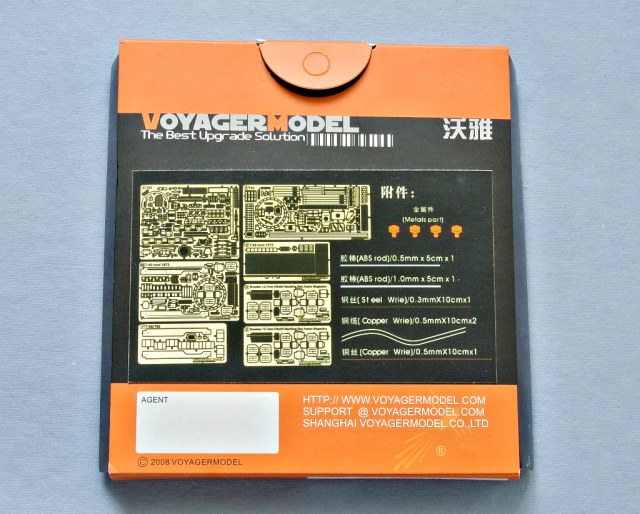 VOYAGERMODEL
沃雅
The Best Upgrade Solution
附件:
金属件
(Metals part)
胶棒(ABS rod)/0.5mm x 5cm x 1
胶棒(ABS rod)/1.0mm x 5cm x 1
钢丝(Steel Wrie)/0.3mmX10cmx1
铜缆(Copper Wrie)/0.5mmX10cmx2
铜丝(Copper Wrie)/0.5mmX10cmx1
AGENT
HTTP:// WWW.VOYAGERMODEL.COM
SUPPORT @ VOYAGERMODEL.COM
SHANGHAI VOYAGERMODEL.CO.,LTD
®
© 2008 VOYAGERMODEL